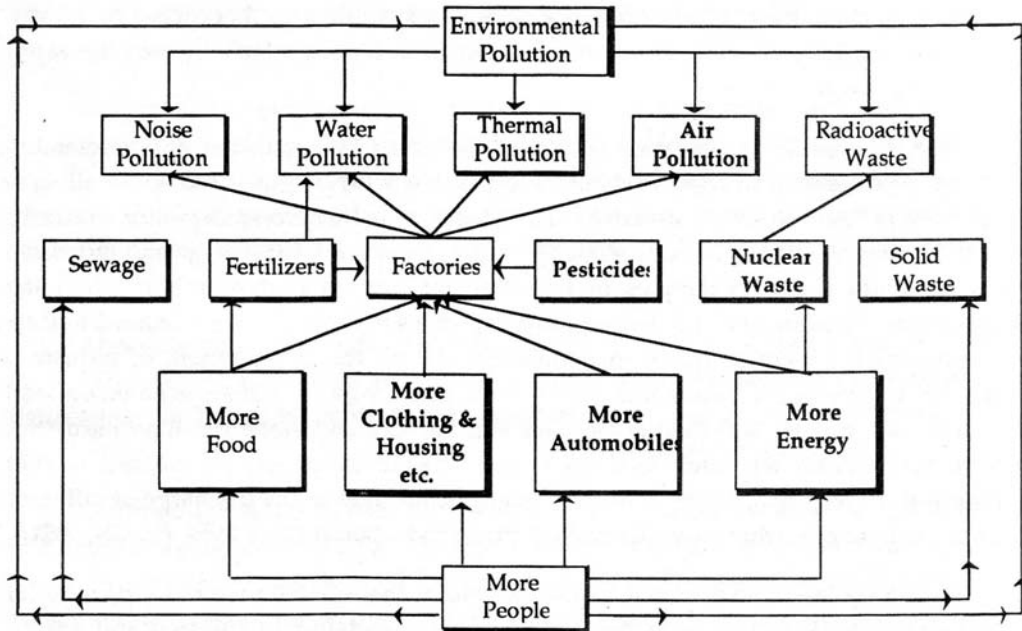 Environmental
Pollution
Noise
Pollution
Water
Pollution
Thermal
Pollution
Air
Pollution
Radioactive
Waste
Sewage
Fertilizers
Factories
Pesticides
Nuclear
Waste
Solid
Waste
More
Food
More
Clothing &
Housing
etc.
More
Automobiles
More
Energy
More
People